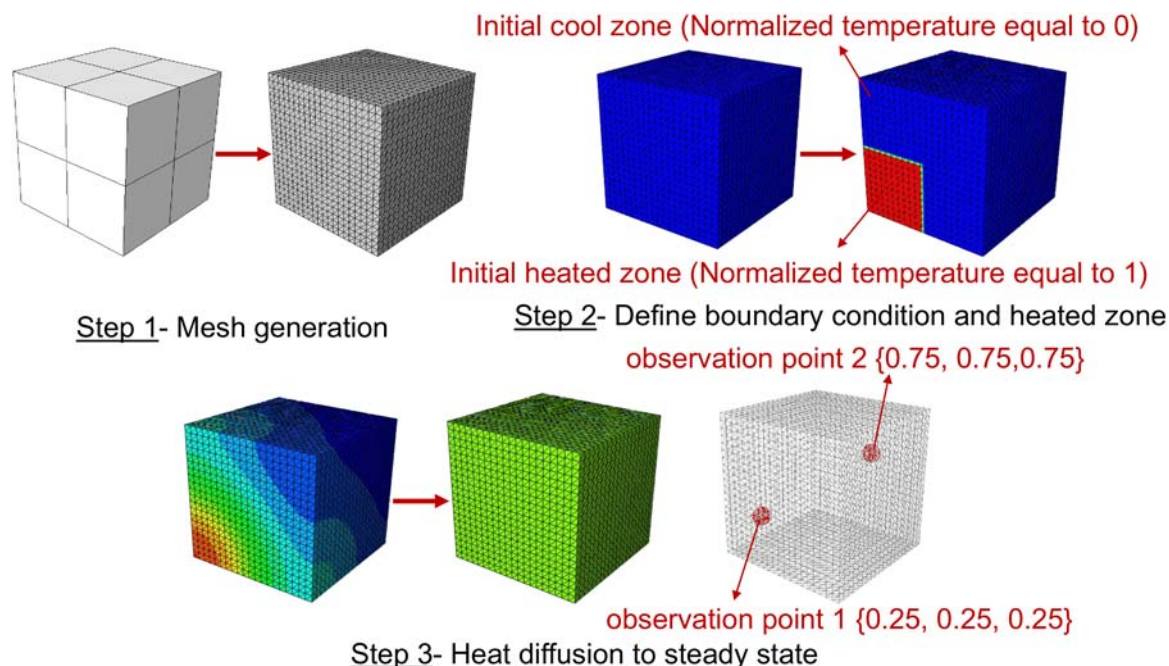 Initial cool zone (Normalized temperature equal to 0)
Initial heated zone (Normalized temperature equal to 1)
Step 1- Mesh generation
Step 2- Define boundary condition and heated zone
observation point 2 {0.75, 0.75,0.75}
observation point 1 {0.25, 0.25, 0.25}
Step 3- Heat diffusion to steady state